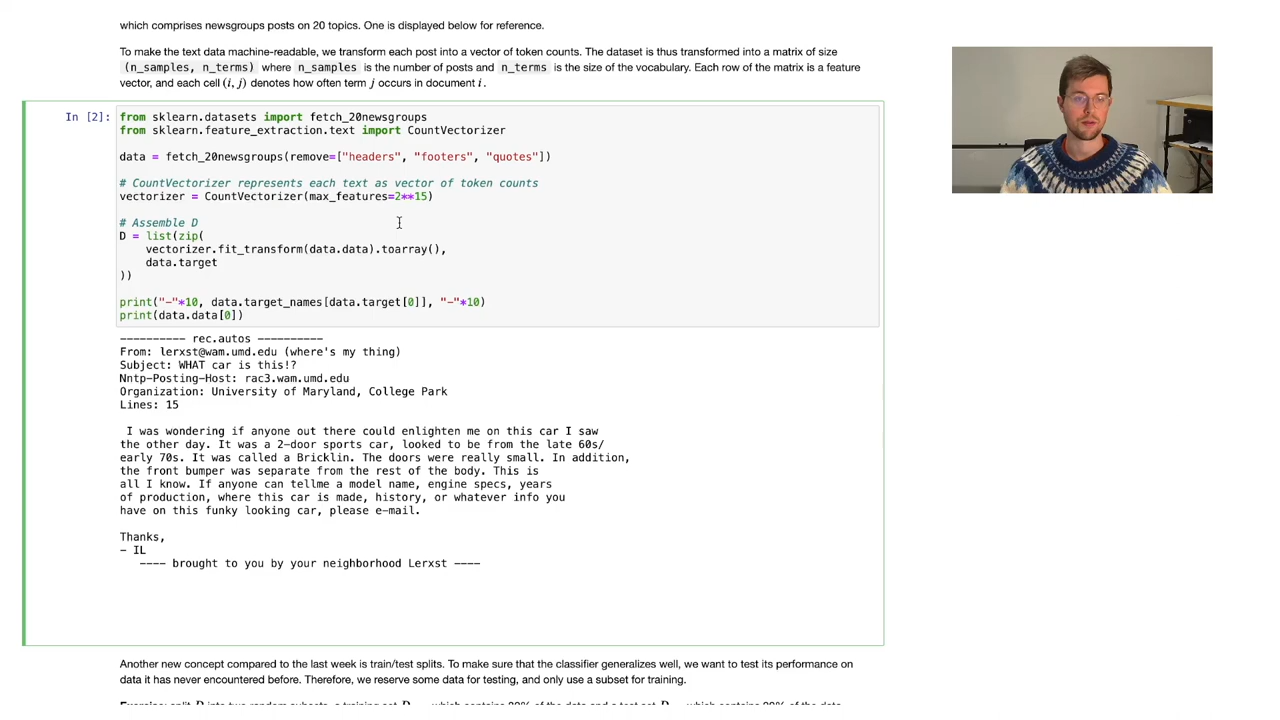 which comprises newsgroups posts on 20 topics. One is displayed below for reference.
To make the text data machine-readable, we transform each post into a vector of token counts. The dataset is thus transformed into a matrix of size
(n_samples, n_terms) where n_samples is the number of posts and n_terms is the size of the vocabulary. Each row of the matrix is a feature
vector, and each cell (i, j) denotes how often term j occurs in document i.
In [2]:
from sklearn.datasets import fetch_20newsgroups
from sklearn.feature_extraction.text import CountVectorizer
data = fetch_20newsgroups(remove=["headers", "footers", "quotes"])
# CountVectorizer represents each text as vector of token counts
vectorizer = CountVectorizer(max_features=2**15)
# Assemble D
D = list(zip(
vectorizer.fit_transform(data.data).toarray(),
data.target
))
print("-"*10, data.target_names[data.target[0]], "-"*10)
print(data.data[0])
---------- rec.autos ----------
From: lerxst@wam.umd.edu (where's my thing)
Subject: WHAT car is this!?
Nntp-Posting-Host: rac3.wam.umd.edu
Organization: University of Maryland, College Park
Lines: 15
I was wondering if anyone out there could enlighten me on this car I saw
the other day. It was a 2-door sports car, looked to be from the late 60s/
early 70s. It was called a Bricklin. The doors were really small. In addition,
the front bumper was separate from the rest of the body. This is
all I know. If anyone can tellme a model name, engine specs, years
of production, where this car is made, history, or whatever info you
have on this funky looking car, please e-mail.
Thanks,
- IL
---- brought to you by your neighborhood Lerxst ----
Another new concept compared to the last week is train/test splits. To make sure that the classifier generalizes well, we want to test its performance on
data it has never encountered before. Therefore, we reserve some data for testing, and only use a subset for training.